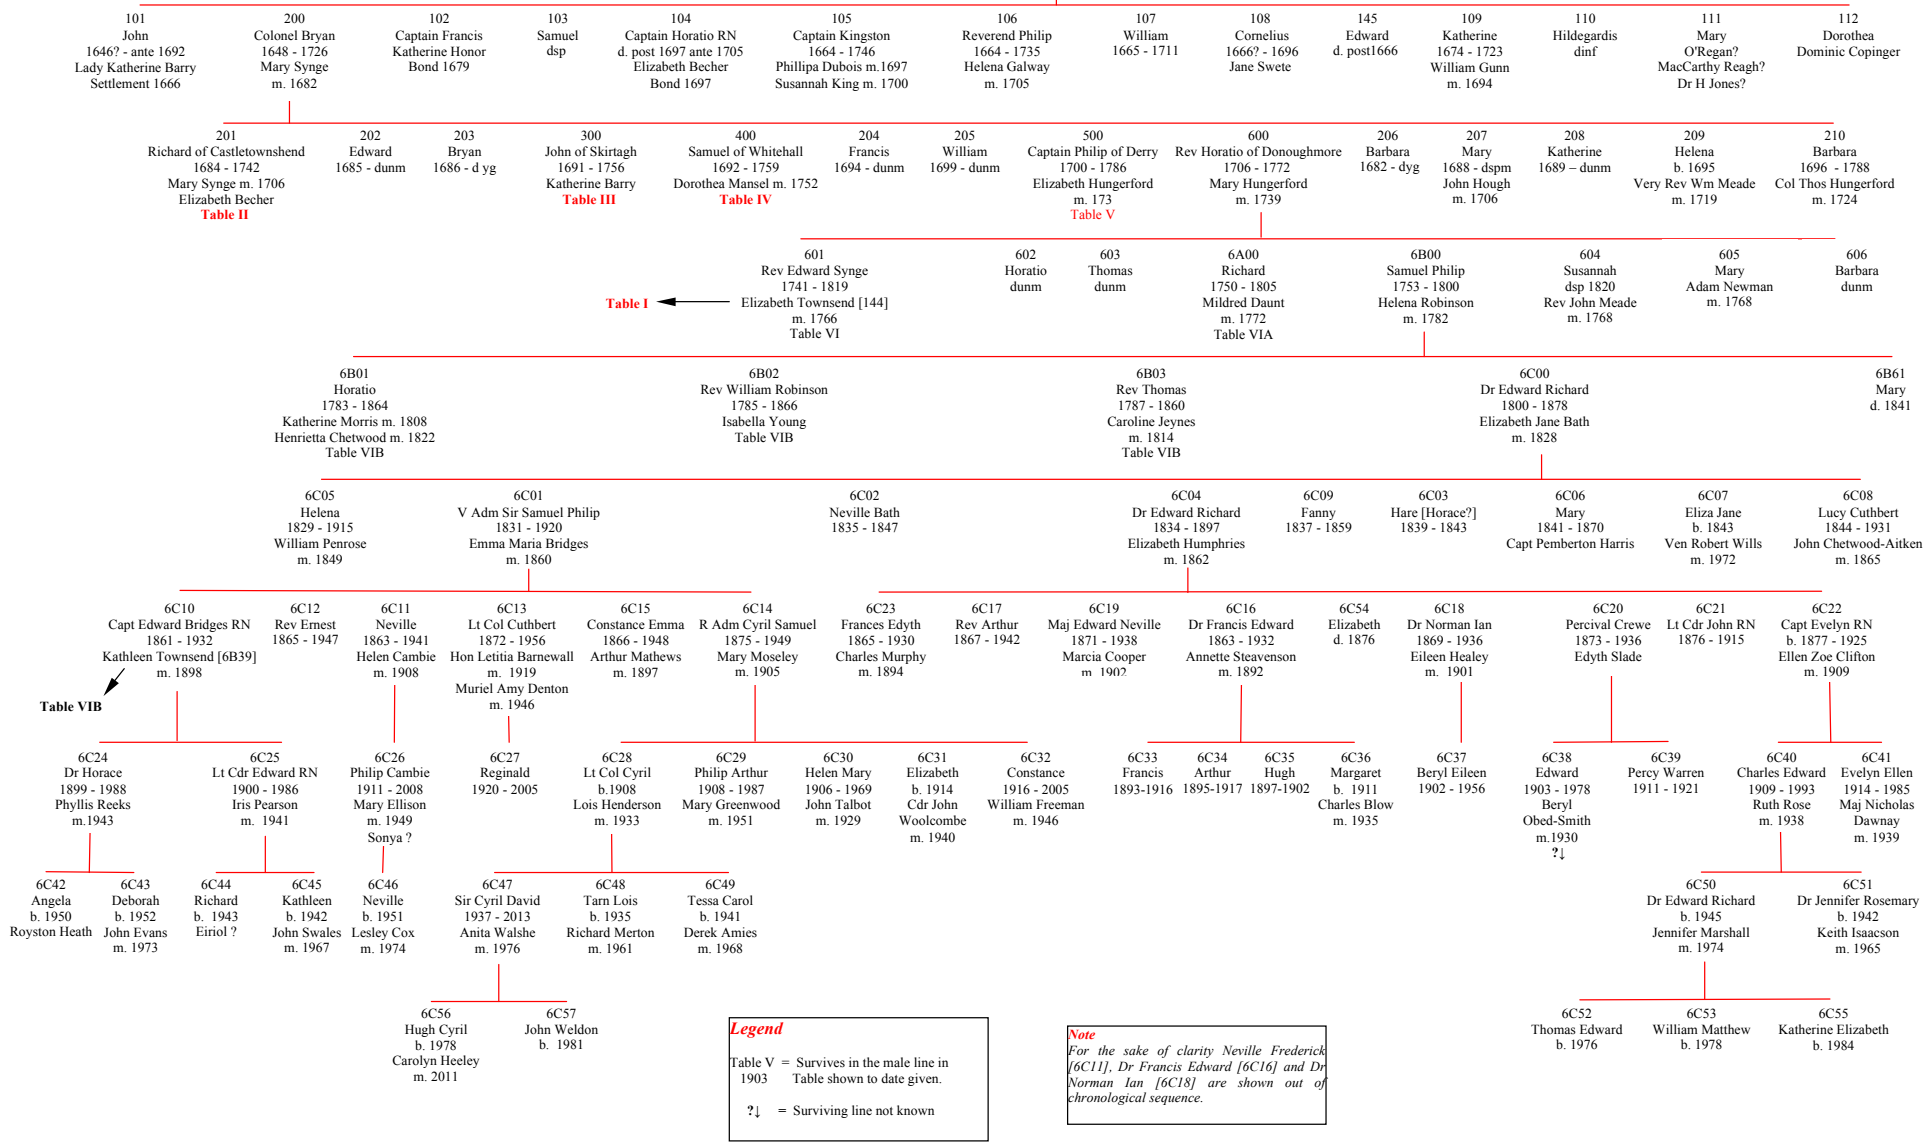 101
John
1646? - ante 1692
Lady Katherine Barry
Settlement 1666
200
Colonel Bryan
1648 - 1726
Mary Synge
m. 1682
102
Captain Francis
Katherine Honor
Bond 1679
103
Samuel
dsp
104
Captain Horatio RN
d. post 1697 ante 1705
Elizabeth Becher
Bond 1697
105
Captain Kingston
1664 - 1746
Phillipa Dubois m.1697
Susannah King m. 1700
106
Reverend Philip
1664 - 1735
Helena Galway
m. 1705
107
William
1665 - 1711
108
Cornelius
1666? - 1696
Jane Swete
145
Edward
d. post1666
109
Katherine
1674 - 1723
William Gunn
m. 1694
110
Hildegardis
dinf
111
Mary
O'Regan?
MacCarthy Reagh?
Dr H Jones?
112
Dorothea
Dominic Copinger
201
Richard of Castletownshend
1684 - 1742
Mary Synge m. 1706
Elizabeth Becher
Table II
202
Edward
1685 - dunm
203
Bryan
1686 - d yg
300
John of Skirtagh
1691 - 1756
Katherine Barry
Table III
400
Samuel of Whitehall
1692 - 1759
Dorothea Mansel m. 1752
Table IV
204
Francis
1694 - dunm
205
William
1699 - dunm
500
Captain Philip of Derry
1700 - 1786
Elizabeth Hungerford
m. 173
Table V
600
Rev Horatio of Donoughmore
1706 - 1772
Mary Hungerford
m. 1739
206
Barbara
1682 - dyg
207
Mary
1688 - dspm
John Hough
m. 1706
208
Katherine
1689 – dunm
209
Helena
b. 1695
Very Rev Wm Meade
m. 1719
210
Barbara
1696 - 1788
Col Thos Hungerford
m. 1724
601
Rev Edward Synge
1741 - 1819
Elizabeth Townsend [144]
m. 1766
Table VI
Table I
602
Horatio
dunm
603
Thomas
dunm
6A00
Richard
1750 - 1805
Mildred Daunt
m. 1772
Table VIA
6B00
Samuel Philip
1753 - 1800
Helena Robinson
m. 1782
604
Susannah
dsp 1820
Rev John Meade
m. 1768
605
Mary
Adam Newman
m. 1768
606
Barbara
dunm
6B01
Horatio
1783 - 1864
Katherine Morris m. 1808
Henrietta Chetwood m. 1822
Table VIB
6B02
Rev William Robinson
1785 - 1866
Isabella Young
Table VIB
6B03
Rev Thomas
1787 - 1860
Caroline Jeynes
m. 1814
Table VIB
6C00
Dr Edward Richard
1800 - 1878
Elizabeth Jane Bath
m. 1828
6B61
Mary
d. 1841
6C05
Helena
1829 - 1915
William Penrose
m. 1849
6C01
V Adm Sir Samuel Philip
1831 - 1920
Emma Maria Bridges
m. 1860
6C02
Neville Bath
1835 - 1847
6C04
Dr Edward Richard
1834 - 1897
Elizabeth Humphries
m. 1862
6C09
Fanny
1837 - 1859
6C03
Hare [Horace?]
1839 - 1843
6C06
Mary
1841 - 1870
Capt Pemberton Harris
6C07
Eliza Jane
b. 1843
Ven Robert Wills
m. 1972
6C08
Lucy Cuthbert
1844 - 1931
John Chetwood-Aitken
m. 1865
6C10
Capt Edward Bridges RN
1861 - 1932
Kathleen Townsend [6B39]
m. 1898
Table VIB
6C12
Rev Ernest
1865 - 1947
6C11
Neville
1863 - 1941
Helen Cambie
m. 1908
6C13
Lt Col Cuthbert
1872 - 1956
Hon Letitia Barnewall
m. 1919
Muriel Amy Denton
m. 1946
6C15
Constance Emma
1866 - 1948
Arthur Mathews
m. 1897
6C14
R Adm Cyril Samuel
1875 - 1949
Mary Moseley
m. 1905
6C23
Frances Edyth
1865 - 1930
Charles Murphy
m. 1894
6C17
Rev Arthur
1867 - 1942
6C19
Maj Edward Neville
1871 - 1938
Marcia Cooper
m. 1902
6C16
Dr Francis Edward
1863 - 1932
Annette Steavenson
m. 1892
6C54
Elizabeth
d. 1876
6C18
Dr Norman Ian
1869 - 1936
Eileen Healey
m. 1901
6C20
Percival Crewe
1873 - 1936
Edyth Slade
6C21
Lt Cdr John RN
1876 - 1915
6C22
Capt Evelyn RN
b. 1877 - 1925
Ellen Zoe Clifton
m. 1909
6C24
Dr Horace
1899 - 1988
Phyllis Reeks
m.1943
6C25
Lt Cdr Edward RN
1900 - 1986
Iris Pearson
m. 1941
6C26
Philip Cambie
1911 - 2008
Mary Ellison
m. 1949
Sonya ?
6C27
Reginald
1920 - 2005
6C28
Lt Col Cyril
b.1908
Lois Henderson
m. 1933
6C29
Philip Arthur
1908 - 1987
Mary Greenwood
m. 1951
6C30
Helen Mary
1906 - 1969
John Talbot
m. 1929
6C31
Elizabeth
b. 1914
Cdr John
Woolcombe
m. 1940
6C32
Constance
1916 - 2005
William Freeman
m. 1946
6C33
Francis
1893-1916
6C34
Arthur
1895-1917
6C35
Hugh
1897-1902
6C36
Margaret
b. 1911
Charles Blow
m. 1935
6C37
Beryl Eileen
1902 - 1956
6C38
Edward
1903 - 1978
Beryl
Obed-Smith
m.1930
?↓
6C39
Percy Warren
1911 - 1921
6C40
Charles Edward
1909 - 1993
Ruth Rose
m. 1938
6C41
Evelyn Ellen
1914 - 1985
Maj Nicholas
Dawnay
m. 1939
6C42
Angela
b. 1950
Royston Heath
6C43
Deborah
b. 1952
John Evans
m. 1973
6C44
Richard
b. 1943
Eiriol ?
6C45
Kathleen
b. 1942
John Swales
m. 1967
6C46
Neville
b. 1951
Lesley Cox
m. 1974
6C47
Sir Cyril David
1937 - 2013
Anita Walshe
m. 1976
6C48
Tarn Lois
b. 1935
Richard Merton
m. 1961
6C49
Tessa Carol
b. 1941
Derek Amies
m. 1968
6C50
Dr Edward Richard
b. 1945
Jennifer Marshall
m. 1974
6C51
Dr Jennifer Rosemary
b. 1942
Keith Isaacson
m. 1965
6C56
Hugh Cyril
b. 1978
Carolyn Heeley
m. 2011
6C57
John Weldon
b. 1981
6C52
Thomas Edward
b. 1976
6C53
William Matthew
b. 1978
6C55
Katherine Elizabeth
b. 1984
Legend
Table V = Survives in the male line in
1903 Table shown to date given.
?↓ = Surviving line not known
Note
For the sake of clarity Neville Frederick
[6C11], Dr Francis Edward [6C16] and Dr
Norman Ian [6C18] are shown out of
chronological sequence.